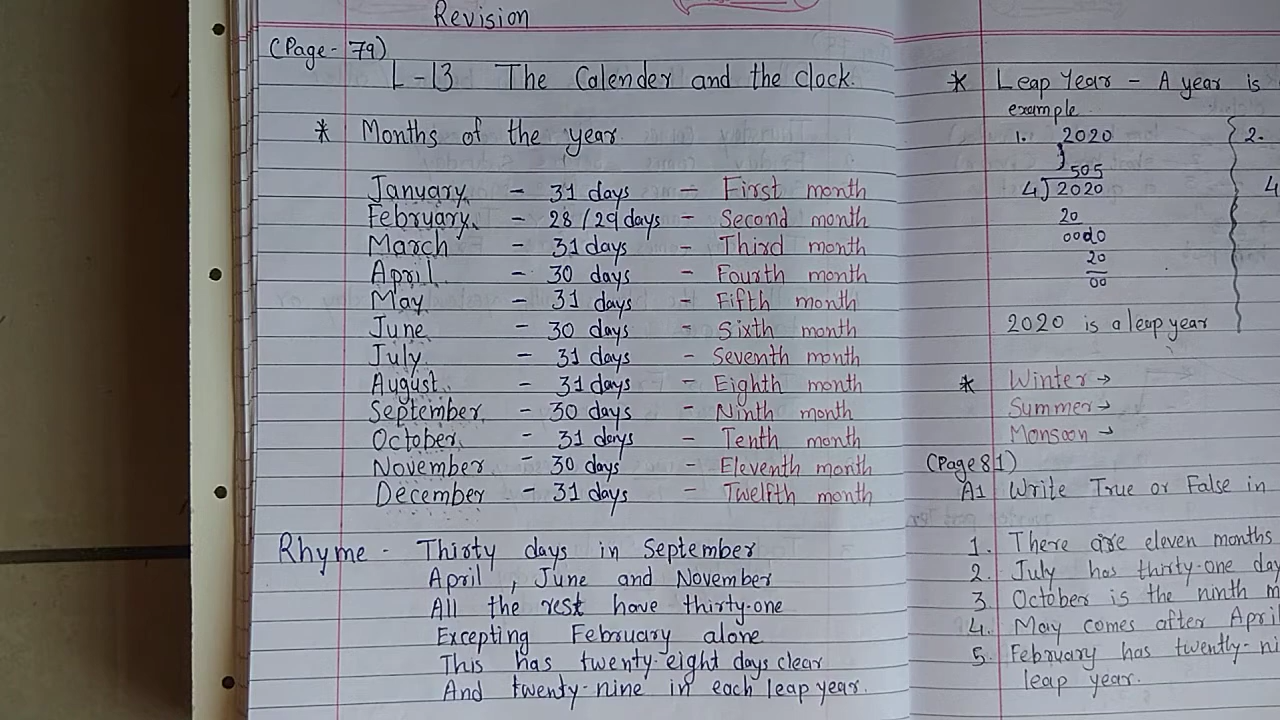 Revision
(Page- 79)
L-13 The Calender and the clock.
* Months of the year
January - 31 days - First month
February - 28/29 days - Second month
March - 31 days - Third month
April - 30 days - Fourth month
May - 31 days - Fifth month
June - 30 days - Sixth month
July - 31 days - Seventh month
August - 31 days - Eighth month
September - 30 days - Ninth month
October - 31 days - Tenth month
November - 30 days - Eleventh month
December - 31 days - Twelfth month
Rhyme - Thirty days in September
April, June and November
All the rest have thirty-one
Excepting February alone
This has twenty-eight days clear
And twenty-nine in each leap year.
* Leap Year - A year is
example
1. 2020 2.
505
4)2020 4
20
0020
20
00
2020 is a leap year
* Winter →
Summer →
Monsoon →
(Page 81)
A1 Write True or False in
1. There are eleven months
2. July has thirty-one day
3 October is the ninth m
4. May comes after Apri
5. February has twently-ni
leap year.